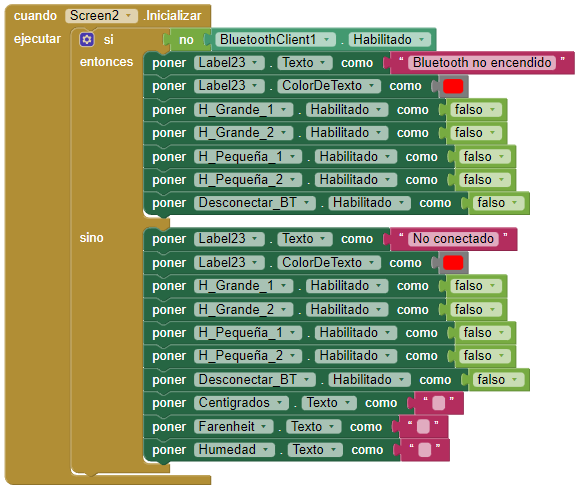 cuando Screen2 .Inicializar
ejecutar si no BluetoothClient1 . Habilitado
entonces poner Label23 . Texto como " Bluetooth no encendido "
poner Label23 . ColorDeTexto como
poner H_Grande_1 . Habilitado como falso
poner H_Grande_2 . Habilitado como falso
poner H_Pequeña_1 . Habilitado como falso
poner H_Pequeña_2 . Habilitado como falso
poner Desconectar_BT . Habilitado como falso
sino poner Label23 . Texto como " No conectado "
poner Label23 . ColorDeTexto como
poner H_Grande_1 . Habilitado como falso
poner H_Grande_2 . Habilitado como falso
poner H_Pequeña_1 . Habilitado como falso
poner H_Pequeña_2 . Habilitado como falso
poner Desconectar_BT . Habilitado como falso
poner Centigrados . Texto como " "
poner Farenheit . Texto como " "
poner Humedad . Texto como " "